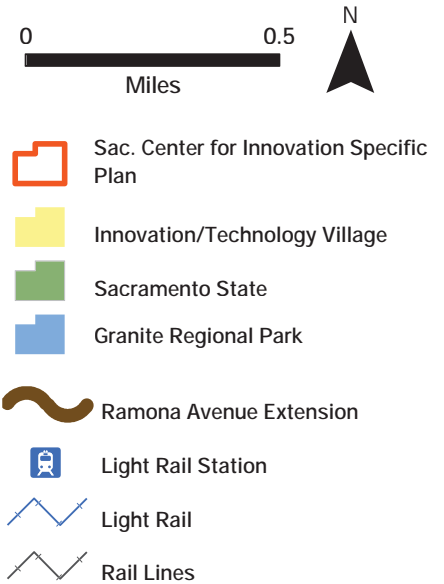 N
0 0.5
Miles
Sac. Center for Innovation Specific
Plan
Innovation/Technology Village
Sacramento State
Granite Regional Park
Ramona Avenue Extension
Light Rail Station
Light Rail
Rail Lines